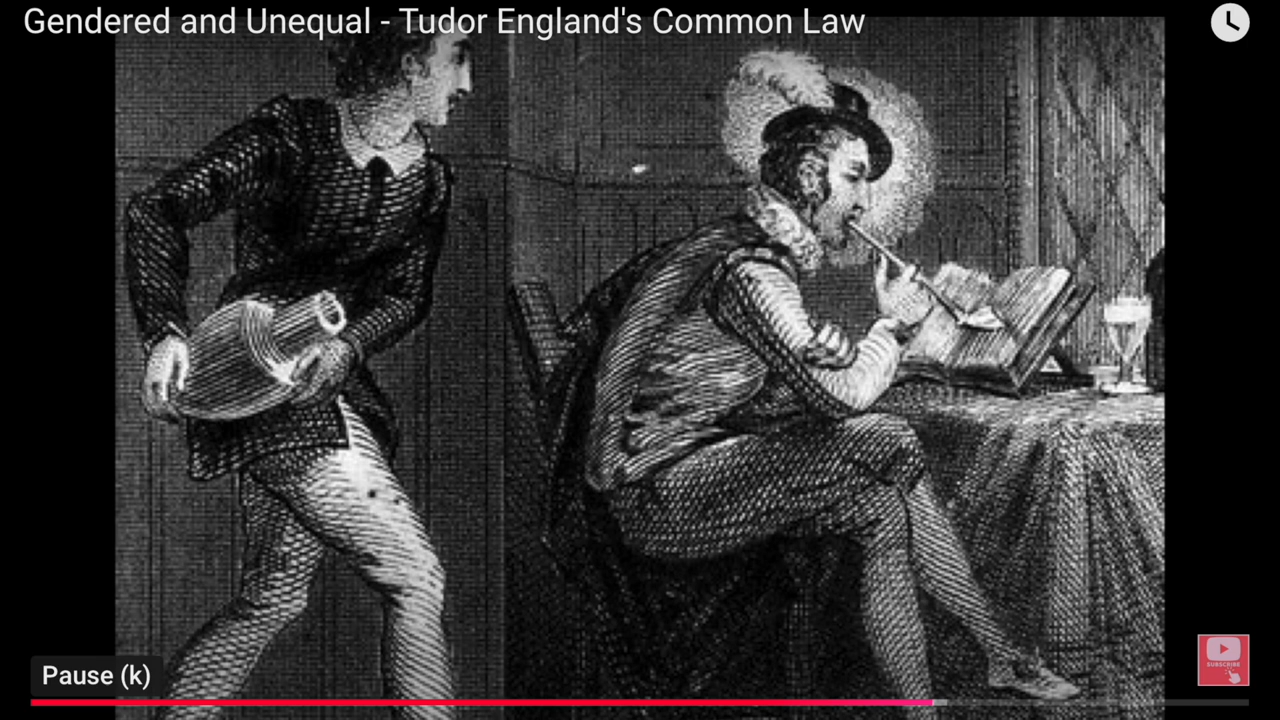 Gendered and Unequal - Tudor England's Common Law
SUBSCRIBE
Pause (k)